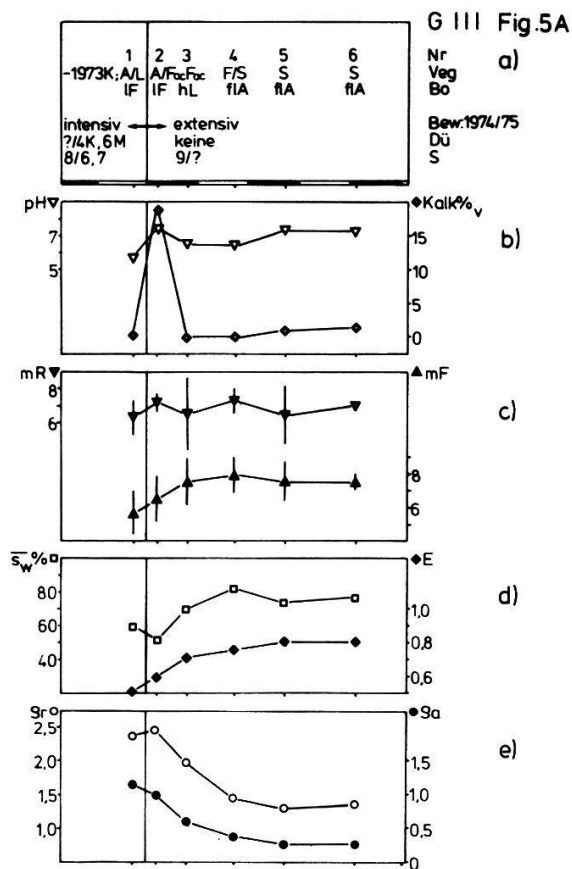 G III Fig.5A
1 2 3 4 5 6 Nr a)
-1973K; A/L A/Fac Fac F/S S S Veg
lF lF hL flA flA flA Bo
intensiv extensiv Bew.:1974/75
?/4K,6M keine Dü
8/6,7 9/? S
pH Kalk%v
7 15
5 10
5
0
b)
mR mF
8
6
8
6
c)
s̄w% E
80 1,0
60 0,8
40 0,6
d)
gr ga
2,5
2,0 1,5
1,5 1,0
1,0 0,5
0
e)